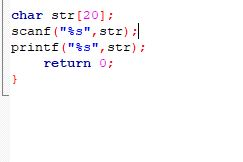 char str[20];
scanf("%s",str);
printf("%s",str);
return 0;
}